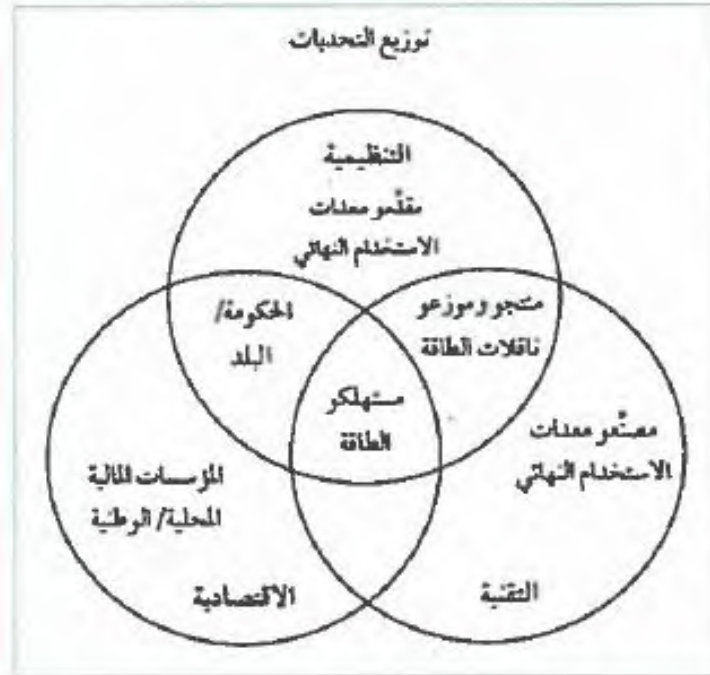 توزيع التحديات
التنظيمية
مقدِّمو معدات
الاستخدام النهائي
الحكومة/
البلد
منتجو وموزعو
ناقلات الطاقة
مستهلكو
الطاقة
مصنِّعو معدات
الاستخدام النهائي
المؤسسات المالية
المحلية/ الوطنية
الاقتصادية
التقنية